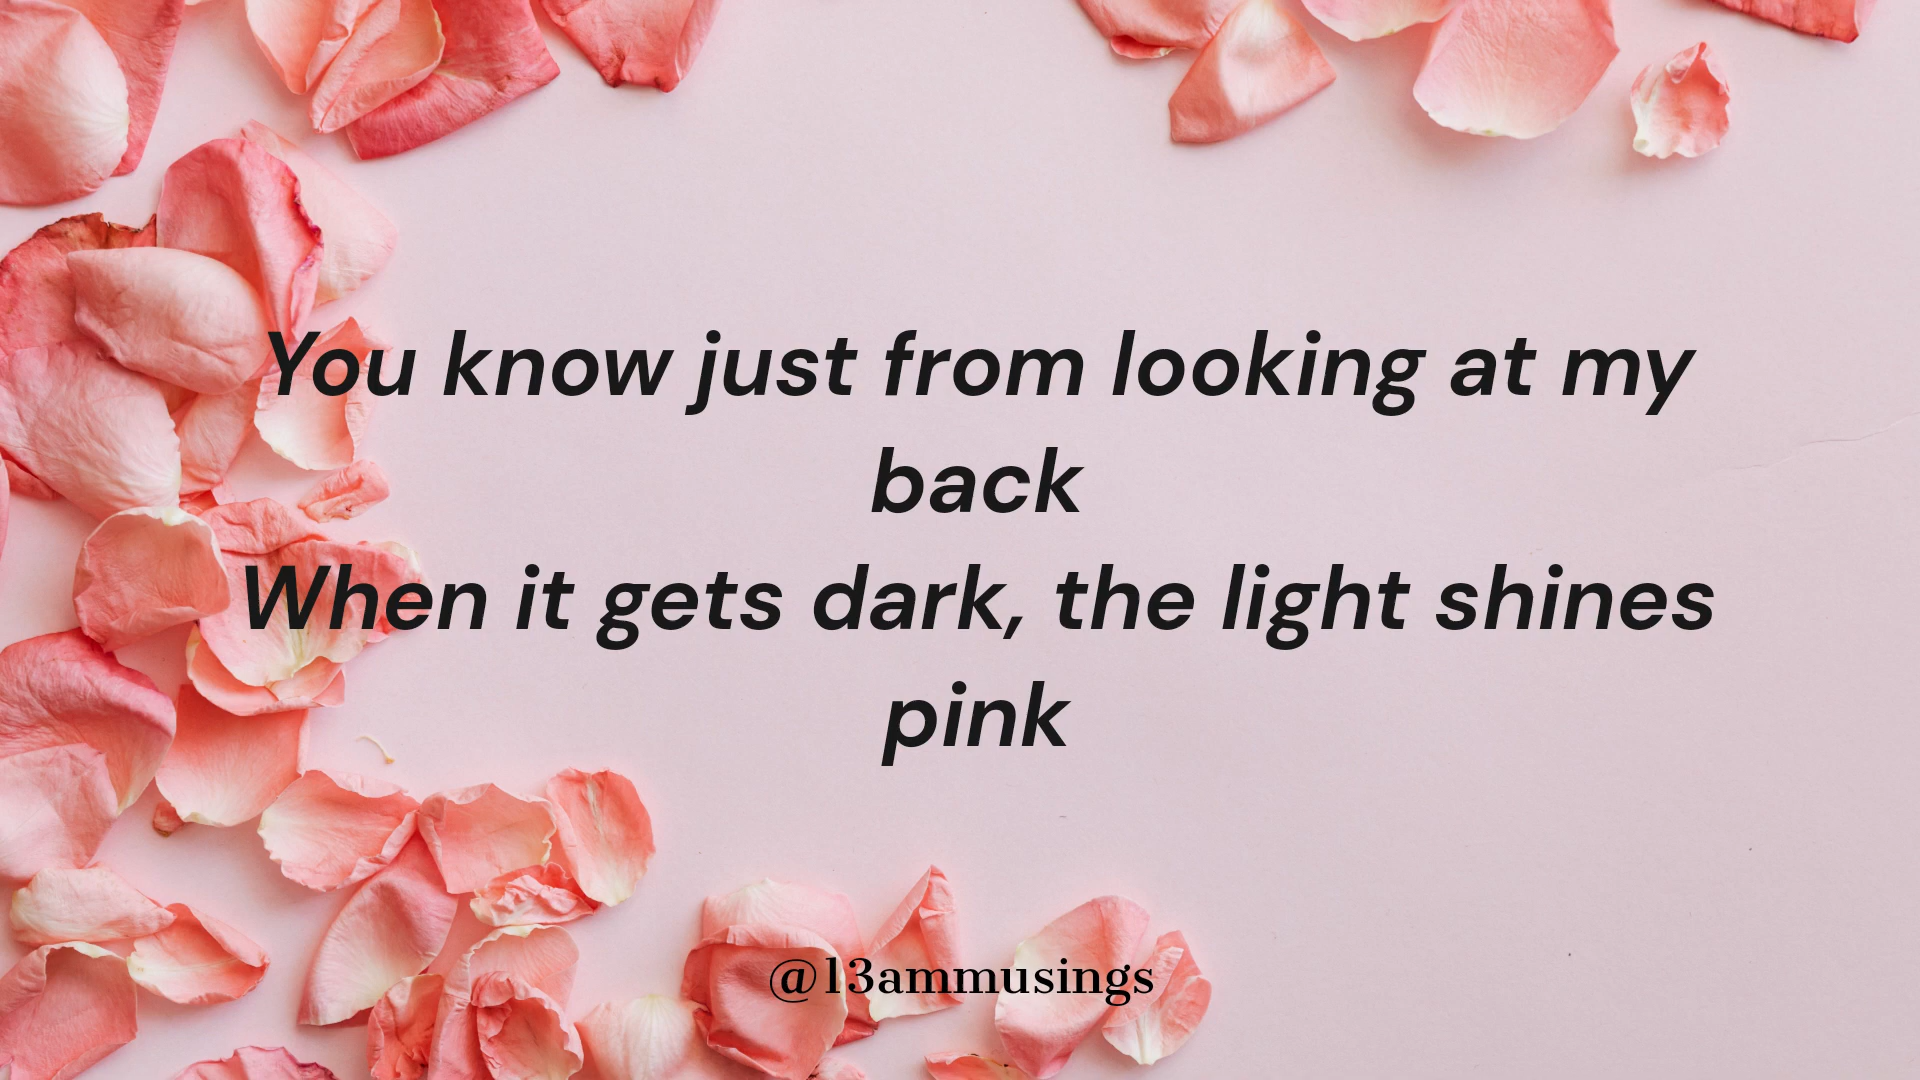 You know just from looking at my
back
When it gets dark, the light shines
pink
@13ammusings